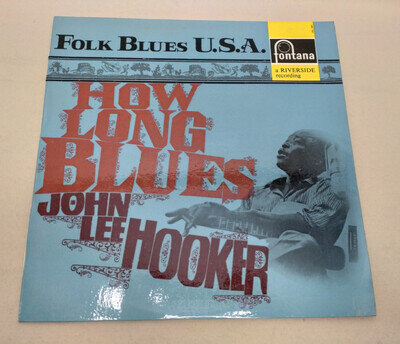 FOLK BLUES U.S.A.
fontana
a RIVERSIDE
recording
HOW
LONG
BLUES
JOHN
LEE
HOOKER